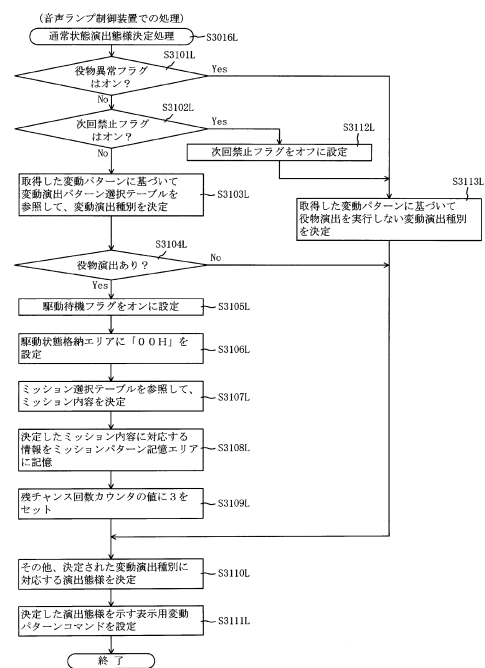 (音声ランプ制御装置での処理)
通常状態演出態様決定処理
S3016L
S3101L
役物異常フラグ
はオン?
Yes
No
S3102L
次回禁止フラグ
はオン?
Yes
No
S3112L
次回禁止フラグをオフに設定
取得した変動パターンに基づいて
変動演出パターン選択テーブルを
参照して、変動演出種別を決定
S3103L
S3113L
取得した変動パターンに基づいて
役物演出を実行しない変動演出種別
を決定
S3104L
役物演出あり?
No
Yes
駆動待機フラグをオンに設定
S3105L
駆動状態格納エリアに「00H」を
設定
S3106L
ミッション選択テーブルを参照して、
ミッション内容を決定
S3107L
決定したミッション内容に対応する
情報をミッションパターン記憶エリア
に記憶
S3108L
残チャンス回数カウンタの値に3を
セット
S3109L
その他、決定された変動演出種別に
対応する演出態様を決定
S3110L
決定した演出態様を示す表示用変動
パターンコマンドを設定
S3111L
終了